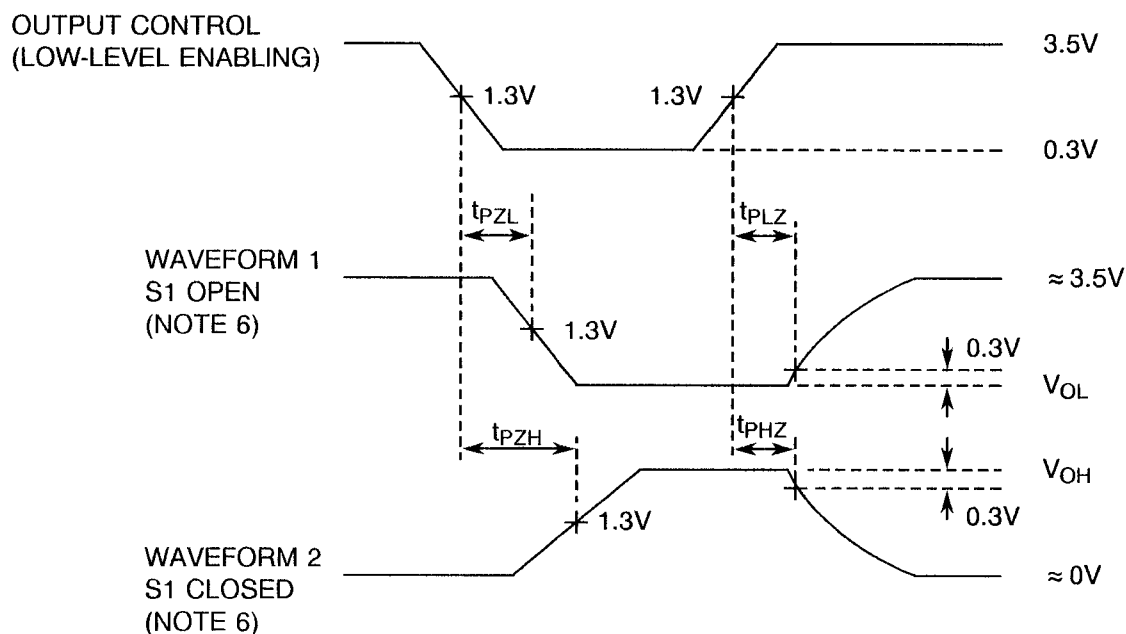 OUTPUT CONTROL
(LOW-LEVEL ENABLING)
3.5V
1.3V
1.3V
0.3V
tPZL
tPLZ
WAVEFORM 1
S1 OPEN
(NOTE 6)
≈ 3.5V
1.3V
0.3V
VOL
tPZH
tPHZ
VOH
1.3V
0.3V
WAVEFORM 2
S1 CLOSED
(NOTE 6)
≈ 0V